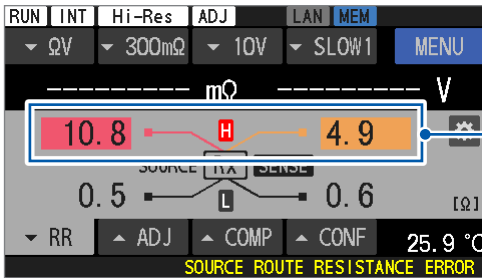 RUN INT Hi-Res ADJ LAN MEM
ΩV 300mΩ 10V SLOW1 MENU
------- mΩ ------- V
10.8 H 4.9
SOURCE RX SENSE
0.5 L 0.6 [Ω]
RR ADJ COMP CONF 25.9 °C
SOURCE ROUTE RESISTANCE ERROR